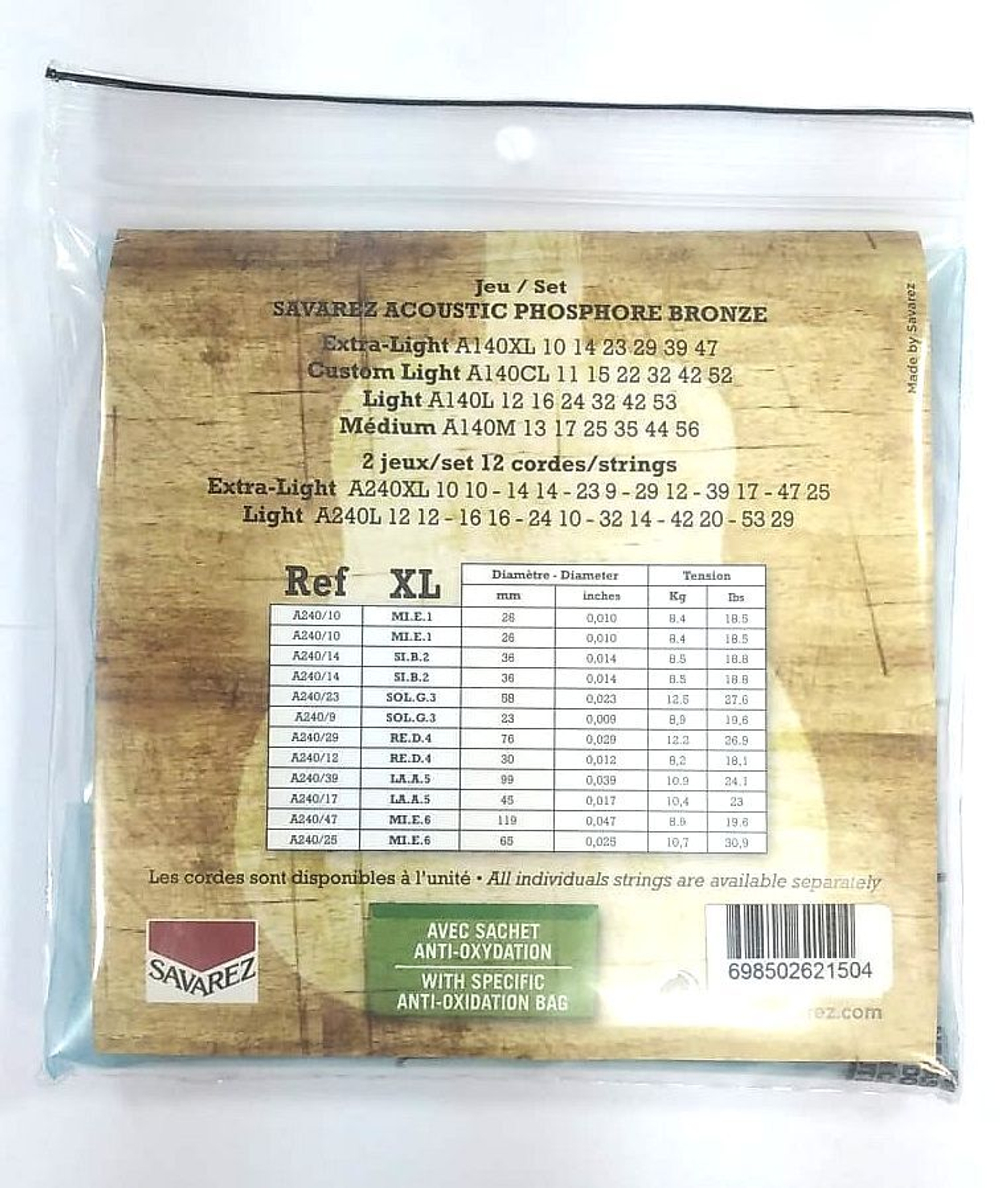 Jeu / Set
SAVAREZ ACOUSTIC PHOSPHORE BRONZE
Extra-Light A140XL 10 14 23 29 39 47
Custom Light A140CL 11 15 22 32 42 52
Light A140L 12 16 24 32 42 53
Médium A140M 13 17 25 35 44 56
2 jeux/set 12 cordes/strings
Extra-Light A240XL 10 10 - 14 14 - 23 9 - 29 12 - 39 17 - 47 25
Light A240L 12 12 - 16 16 - 24 10 - 32 14 - 42 20 - 53 29
Made by Savarez
Ref XL Diamètre - Diameter Tension
mm inches Kg lbs
A240/10 MI.E.1 26 0,010 8.4 18.5
A240/10 MI.E.1 26 0,010 8.4 18.5
A240/14 SI.B.2 36 0,014 8.5 18.8
A240/14 SI.B.2 36 0,014 8.5 18.8
A240/23 SOL.G.3 58 0,023 12.5 27.6
A240/9 SOL.G.3 23 0,009 8,9 19,6
A240/29 RE.D.4 76 0,029 12.2 26.9
A240/12 RE.D.4 30 0,012 8,2 18,1
A240/39 LA.A.5 99 0,039 10.9 24.1
A240/17 LA.A.5 45 0,017 10,4 23
A240/47 MI.E.6 119 0,047 8.9 19.6
A240/25 MI.E.6 65 0,025 10,7 30,9
Les cordes sont disponibles à l'unité • All individuals strings are available separately
SAVAREZ
AVEC SACHET
ANTI-OXYDATION
WITH SPECIFIC
ANTI-OXIDATION BAG
698502621504
rez.com